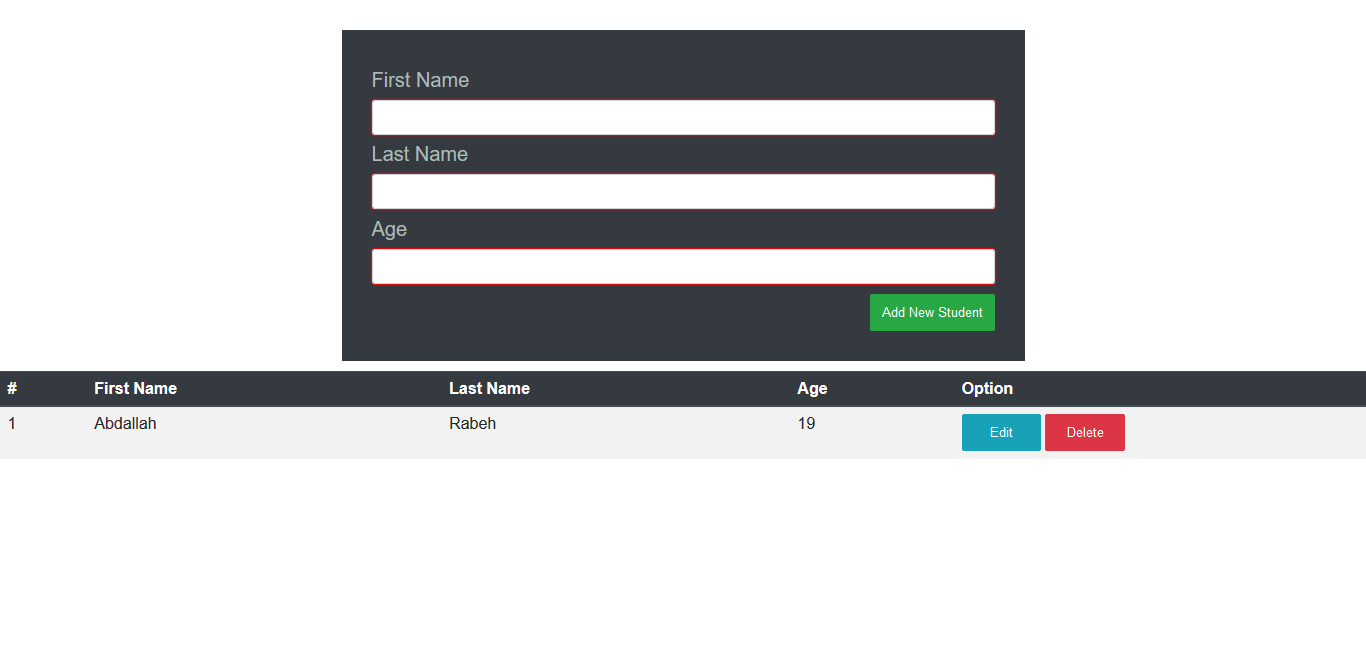 First Name
Last Name
Age
Add New Student
# First Name Last Name Age Option
1 Abdallah Rabeh 19 Edit Delete